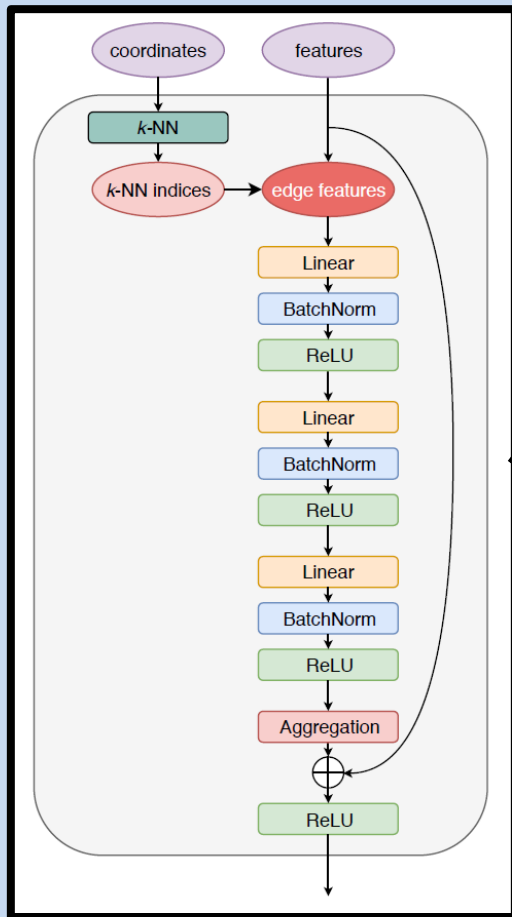 coordinates
features
k-NN
k-NN indices
edge features
Linear
BatchNorm
ReLU
Linear
BatchNorm
ReLU
Linear
BatchNorm
ReLU
Aggregation
ReLU